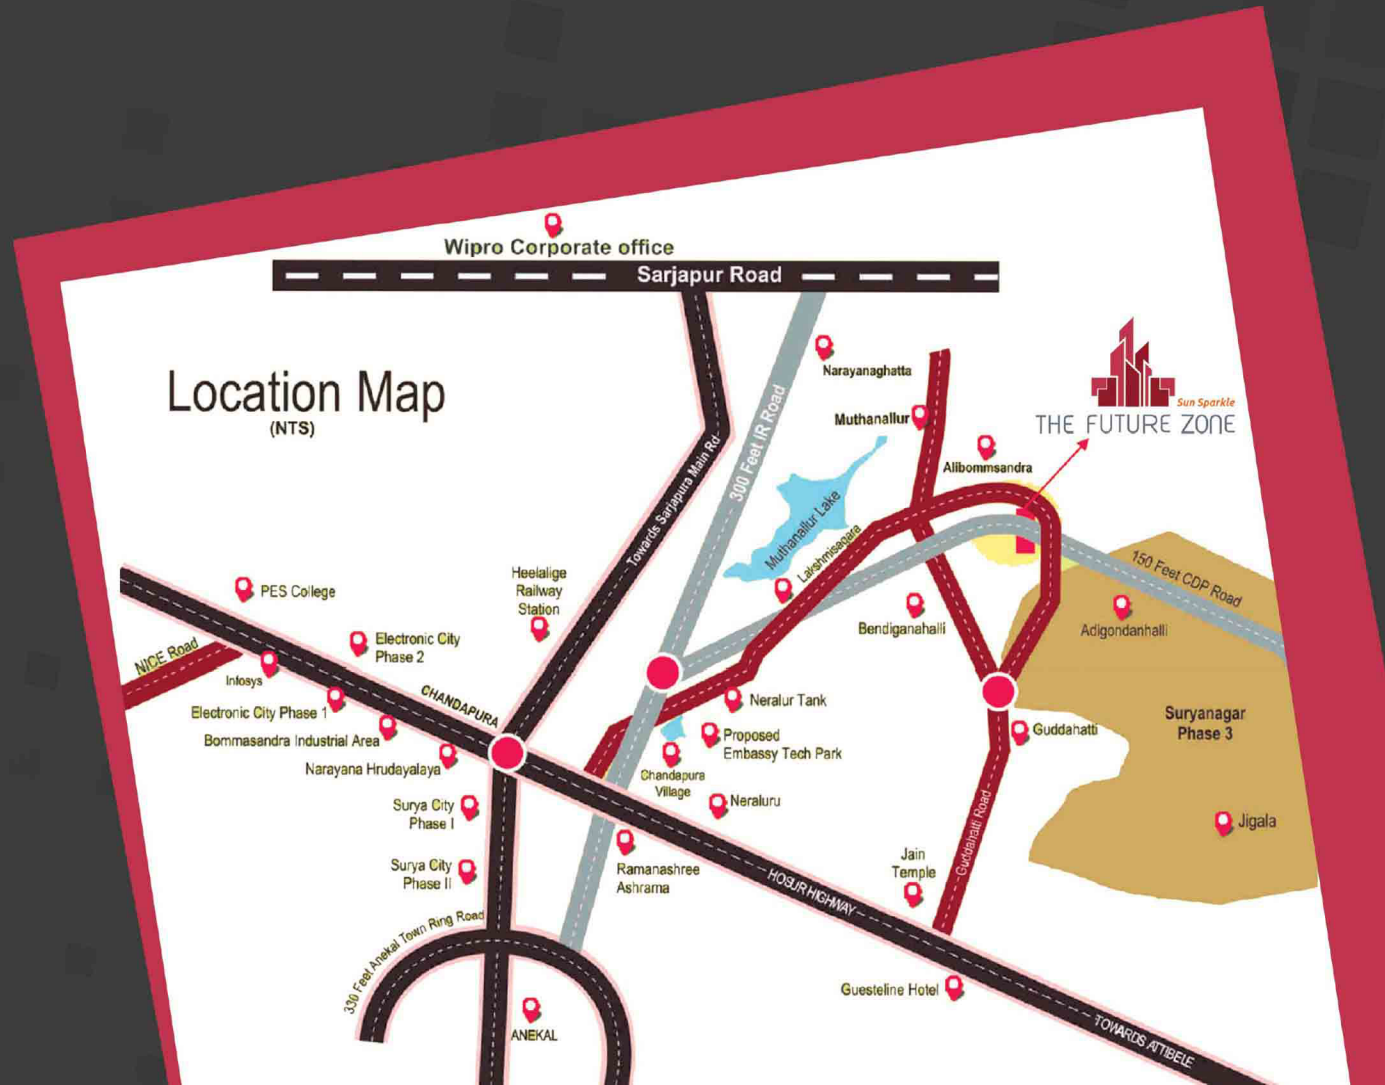 Wipro Corporate office
Sarjapur Road
Location Map
(NTS)
Narayanaghatta
Muthanallur
Sun Sparkle
THE FUTURE ZONE
Alibommsandra
300 Feet IR Road
Towards Sarjapura Main Rd
Muthanallur Lake
Lakshmisagara
150 Feet CDP Road
Heelalige
Railway
Station
PES College
Bendiganahalli
Adigondanhalli
Electronic City
Phase 2
NICE Road
Infosys
CHANDAPURA
Electronic City Phase 1
Neralur Tank
Suryanagar
Phase 3
Guddahatti
Bommasandra Industrial Area
Proposed
Embassy Tech Park
Narayana Hrudayalaya
Chandapura
Village
Surya City
Phase I
Neraluru
Jigala
Guddahatti Road
Surya City
Phase II
Ramanashree
Ashrama
Jain
Temple
HOSUR HIGHWAY
330 Feet Anekal Town Ring Road
Guesteline Hotel
ANEKAL
TOWARDS ATTIBELE